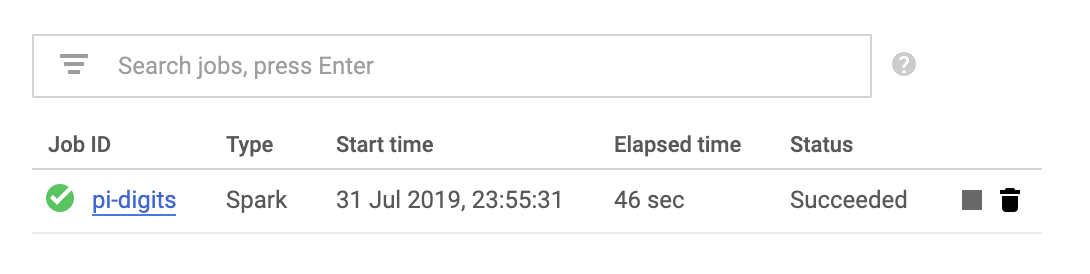 Search jobs, press Enter
?
Job ID Type Start time Elapsed time Status
pi-digits Spark 31 Jul 2019, 23:55:31 46 sec Succeeded